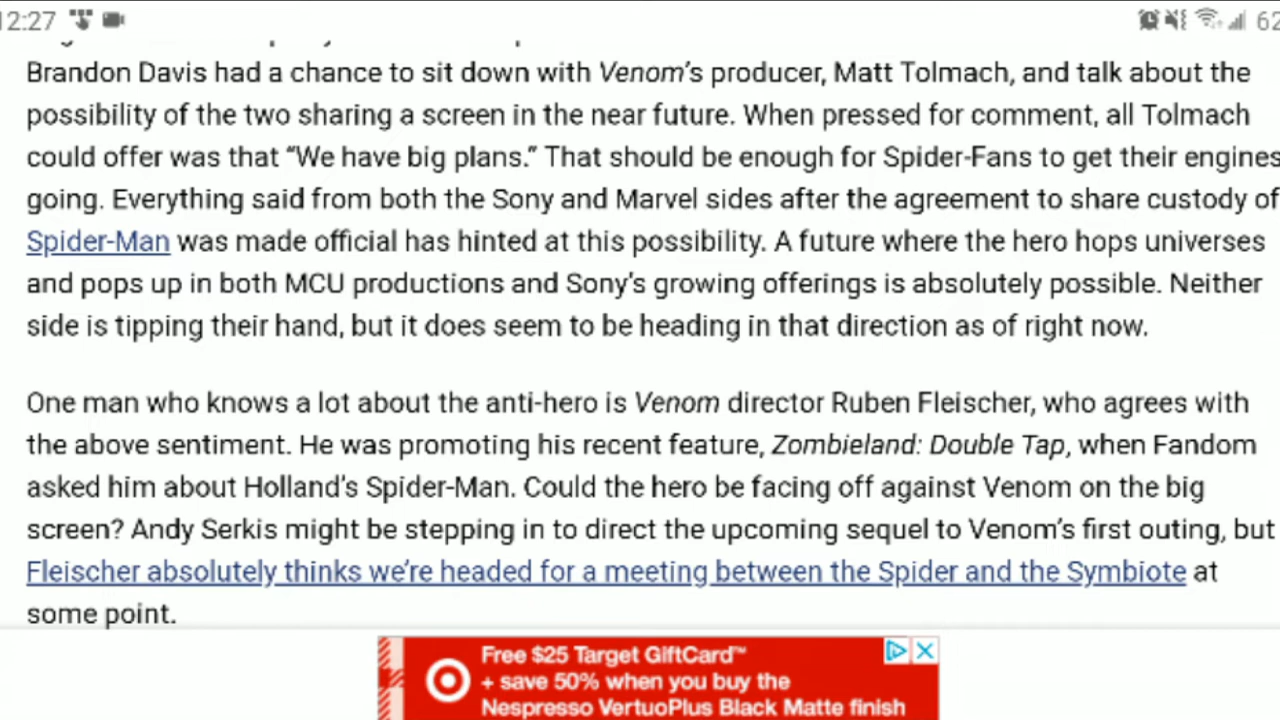 12:27
62
Brandon Davis had a chance to sit down with Venom's producer, Matt Tolmach, and talk about the
possibility of the two sharing a screen in the near future. When pressed for comment, all Tolmach
could offer was that “We have big plans.” That should be enough for Spider-Fans to get their engines
going. Everything said from both the Sony and Marvel sides after the agreement to share custody of
Spider-Man was made official has hinted at this possibility. A future where the hero hops universes
and pops up in both MCU productions and Sony's growing offerings is absolutely possible. Neither
side is tipping their hand, but it does seem to be heading in that direction as of right now.
One man who knows a lot about the anti-hero is Venom director Ruben Fleischer, who agrees with
the above sentiment. He was promoting his recent feature, Zombieland: Double Tap, when Fandom
asked him about Holland's Spider-Man. Could the hero be facing off against Venom on the big
screen? Andy Serkis might be stepping in to direct the upcoming sequel to Venom's first outing, but
Fleischer absolutely thinks we're headed for a meeting between the Spider and the Symbiote at
some point.
Free $25 Target GiftCard™
+ save 50% when you buy the
Nespresso VertuoPlus Black Matte finish